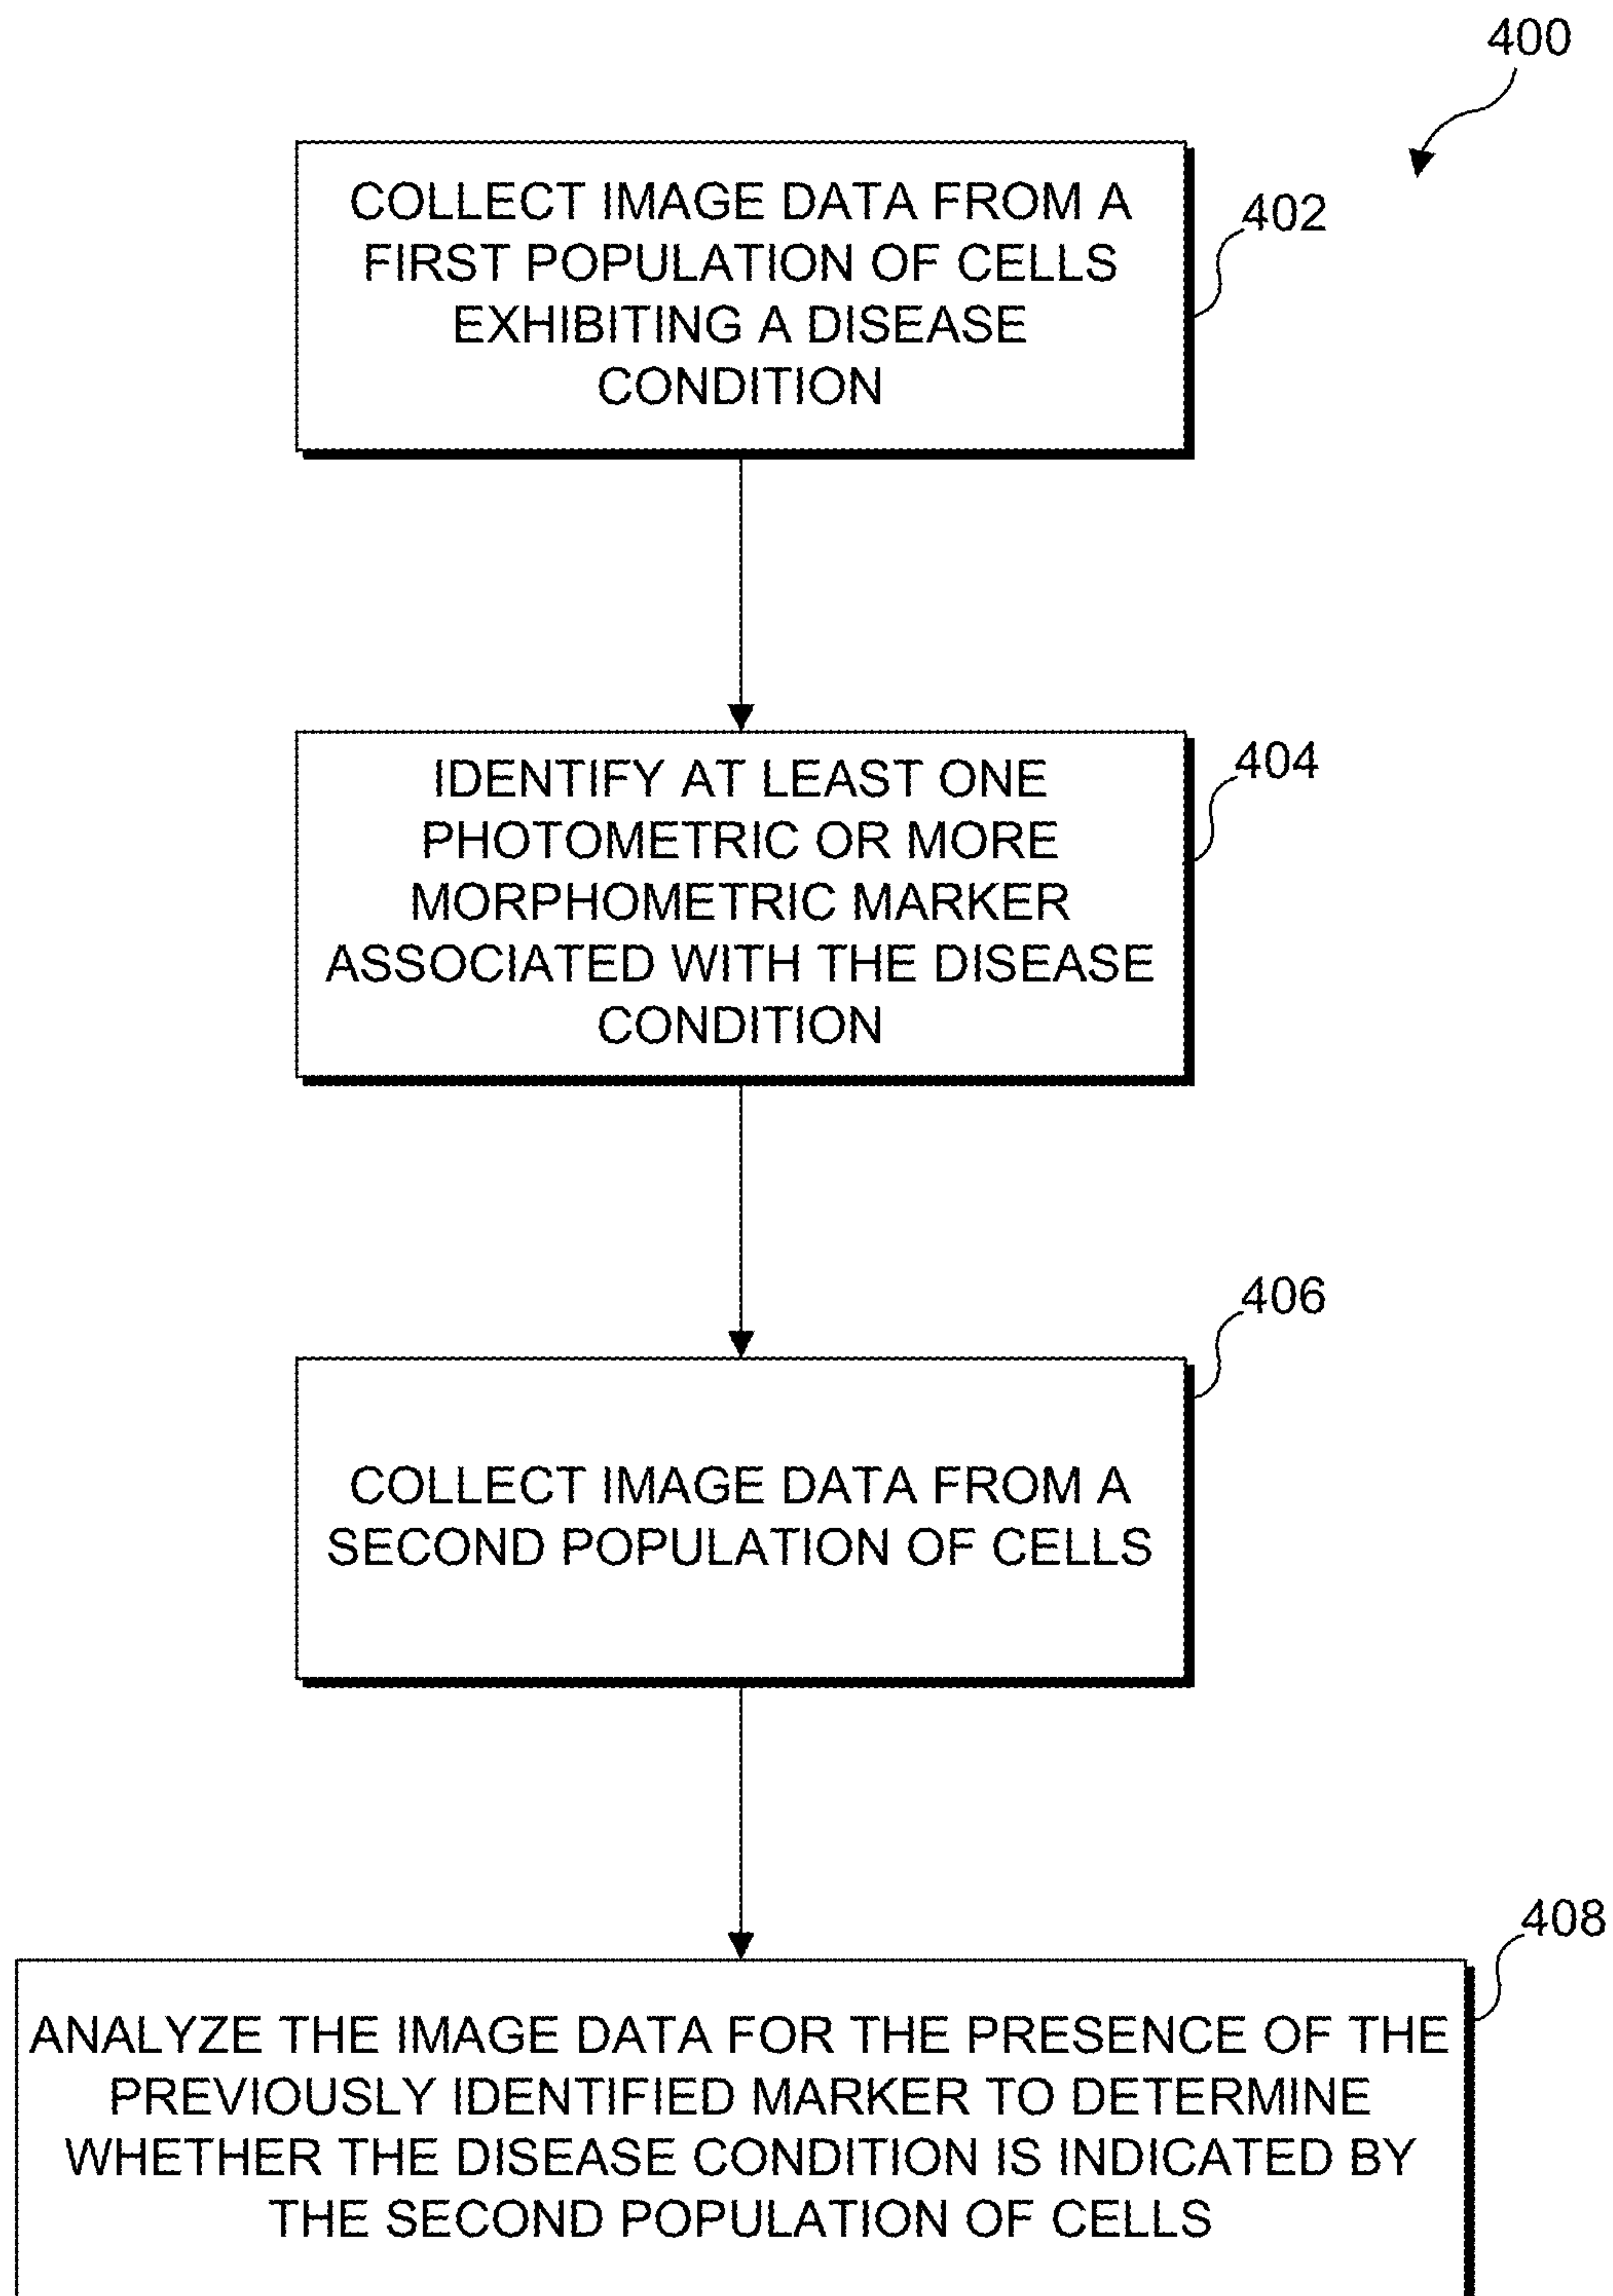 400
COLLECT IMAGE DATA FROM A
FIRST POPULATION OF CELLS
EXHIBITING A DISEASE
CONDITION
402
IDENTIFY AT LEAST ONE
PHOTOMETRIC OR MORE
MORPHOMETRIC MARKER
ASSOCIATED WITH THE DISEASE
CONDITION
404
COLLECT IMAGE DATA FROM A
SECOND POPULATION OF CELLS
406
ANALYZE THE IMAGE DATA FOR THE PRESENCE OF THE
PREVIOUSLY IDENTIFIED MARKER TO DETERMINE
WHETHER THE DISEASE CONDITION IS INDICATED BY
THE SECOND POPULATION OF CELLS
408